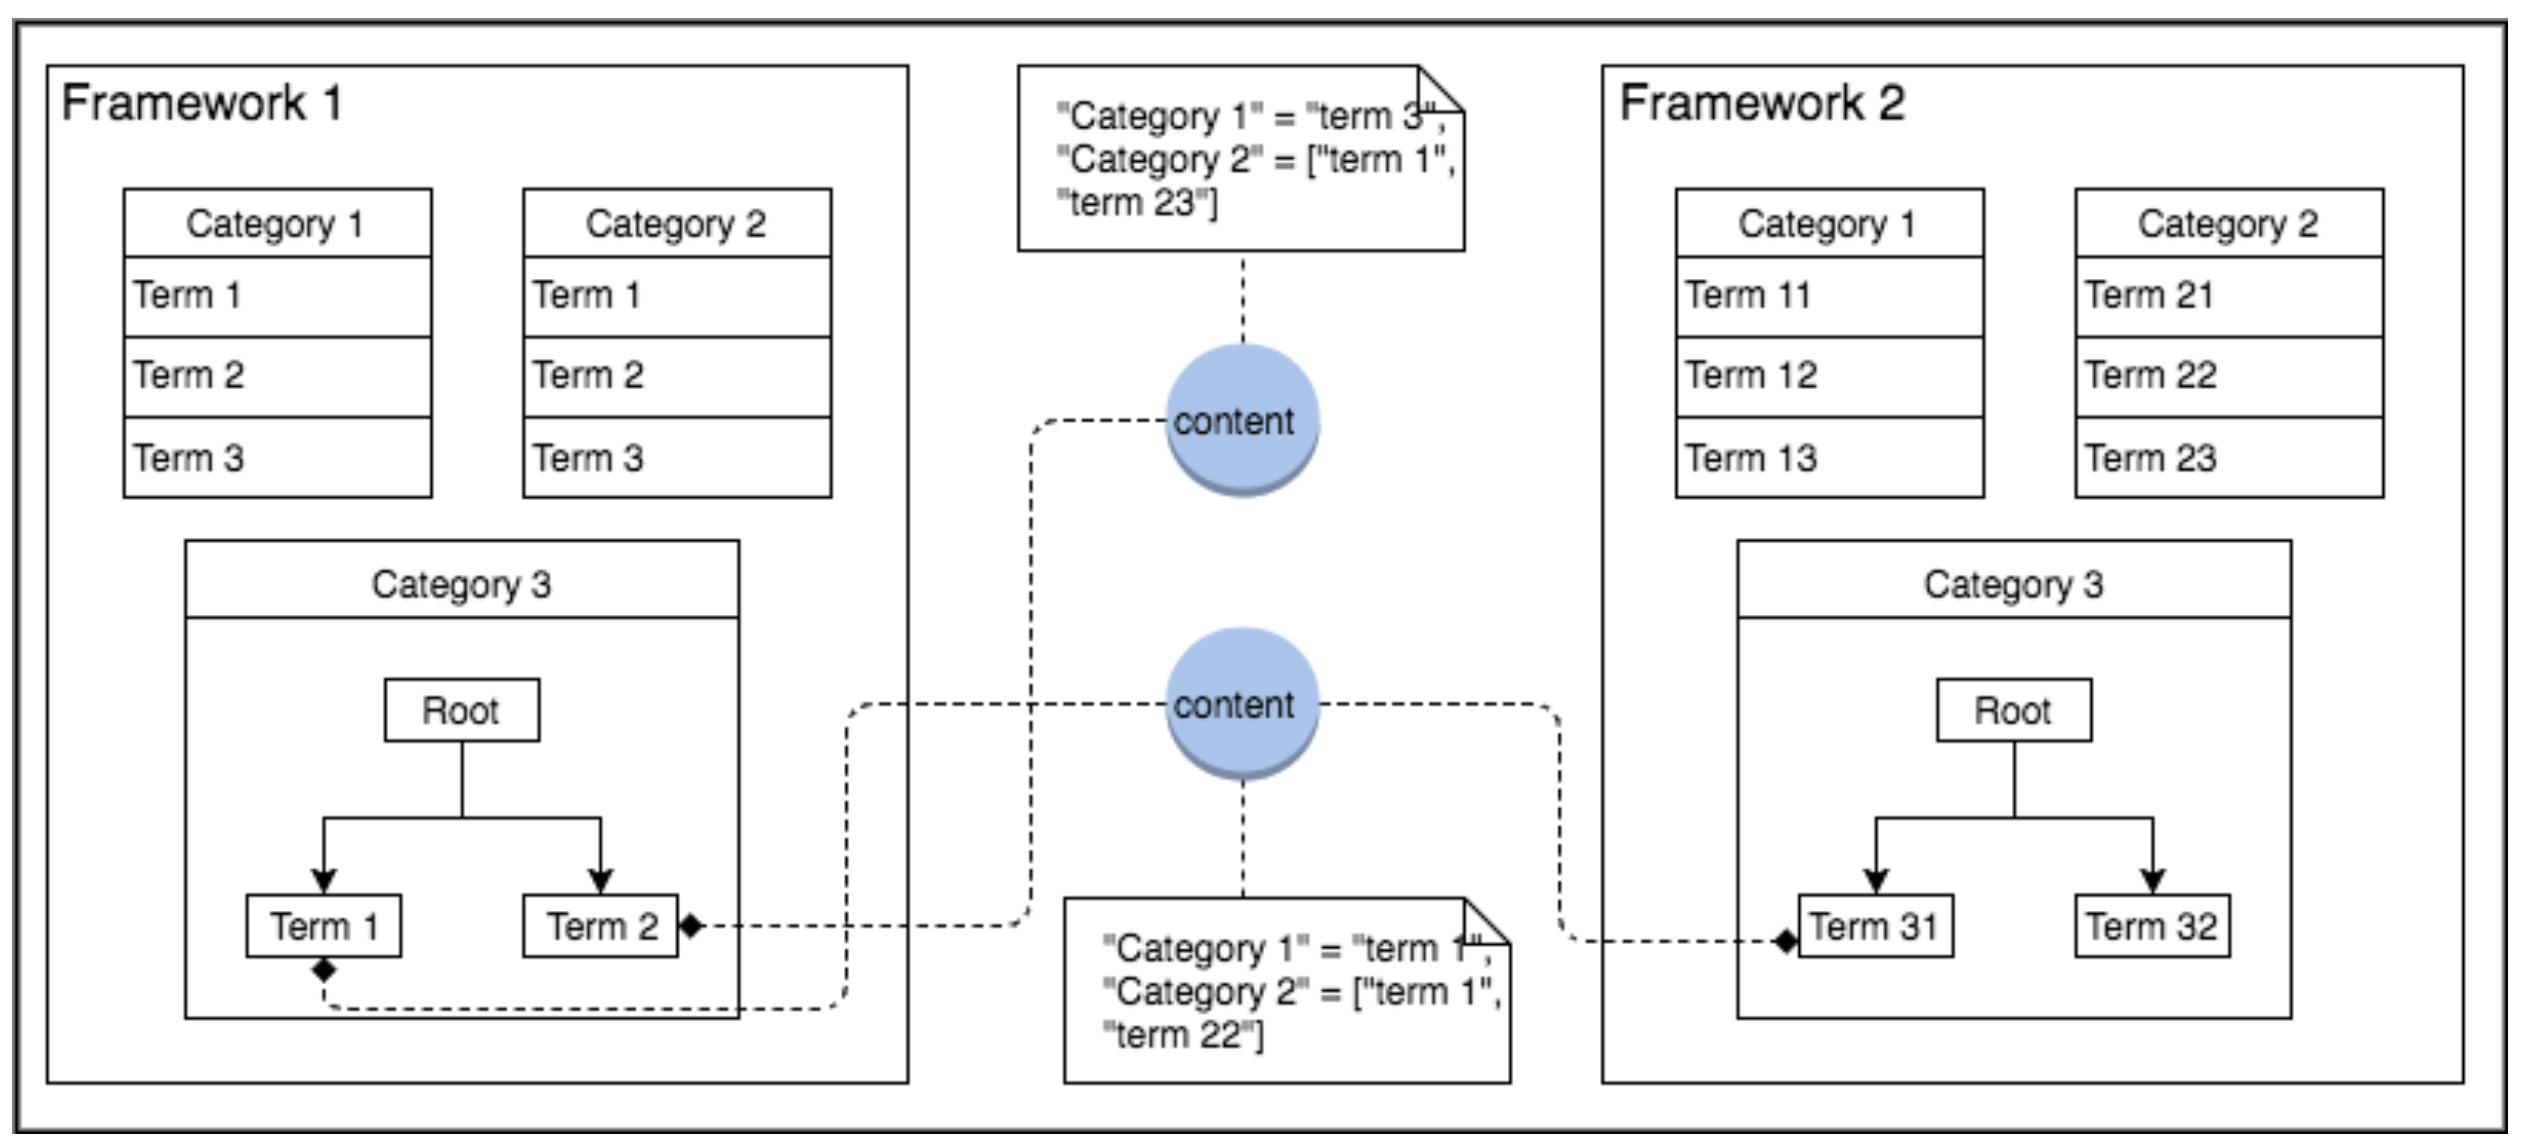 Framework 1
Category 1
Term 1
Term 2
Term 3
Category 2
Term 1
Term 2
Term 3
Category 3
Root
Term 1
Term 2
"Category 1" = "term 3",
"Category 2" = ["term 1",
"term 23"]
content
content
"Category 1" = "term 1",
"Category 2" = ["term 1",
"term 22"]
Framework 2
Category 1
Term 11
Term 12
Term 13
Category 2
Term 21
Term 22
Term 23
Category 3
Root
Term 31
Term 32